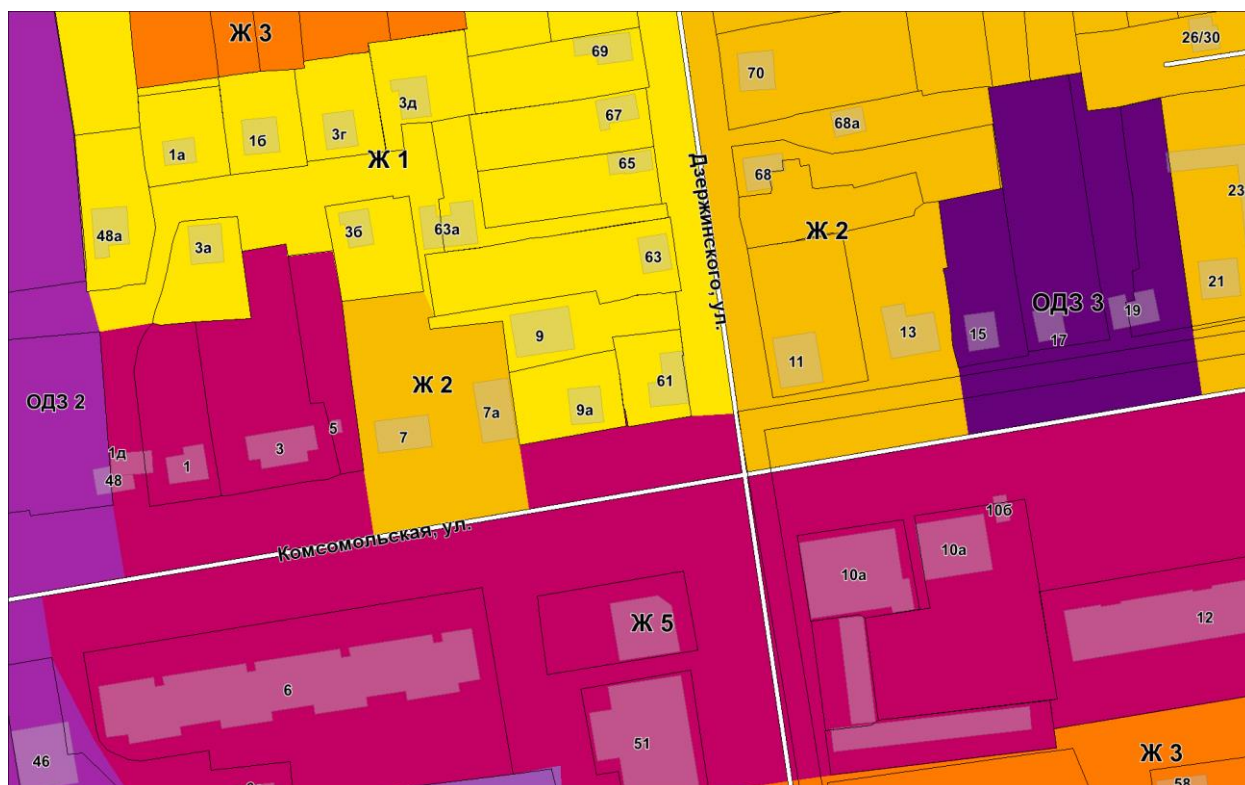 Ж 3
69
26/30
70
3д
67
68а
1а
1б
3г
Ж 1
65
68
Дзержинского, ул.
23
48а
3а
3б
63а
63
Ж 2
21
ОДЗ 3
9
13
15
17
19
11
Ж 2
61
ОДЗ 2
7а
9а
7
5
3
1д
1
48
10б
Комсомольская, ул.
10а
10а
12
Ж 5
6
51
46
Ж 3
58